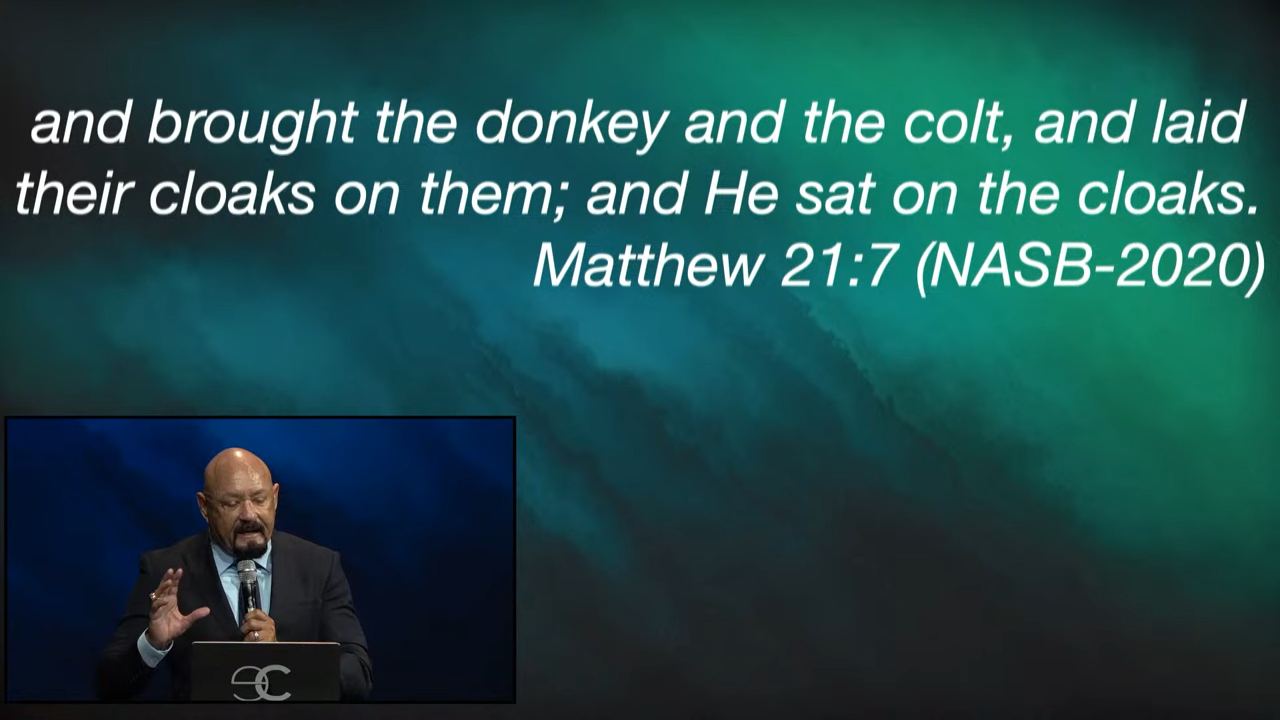 and brought the donkey and the colt, and laid
their cloaks on them; and He sat on the cloaks.
Matthew 21:7 (NASB-2020)